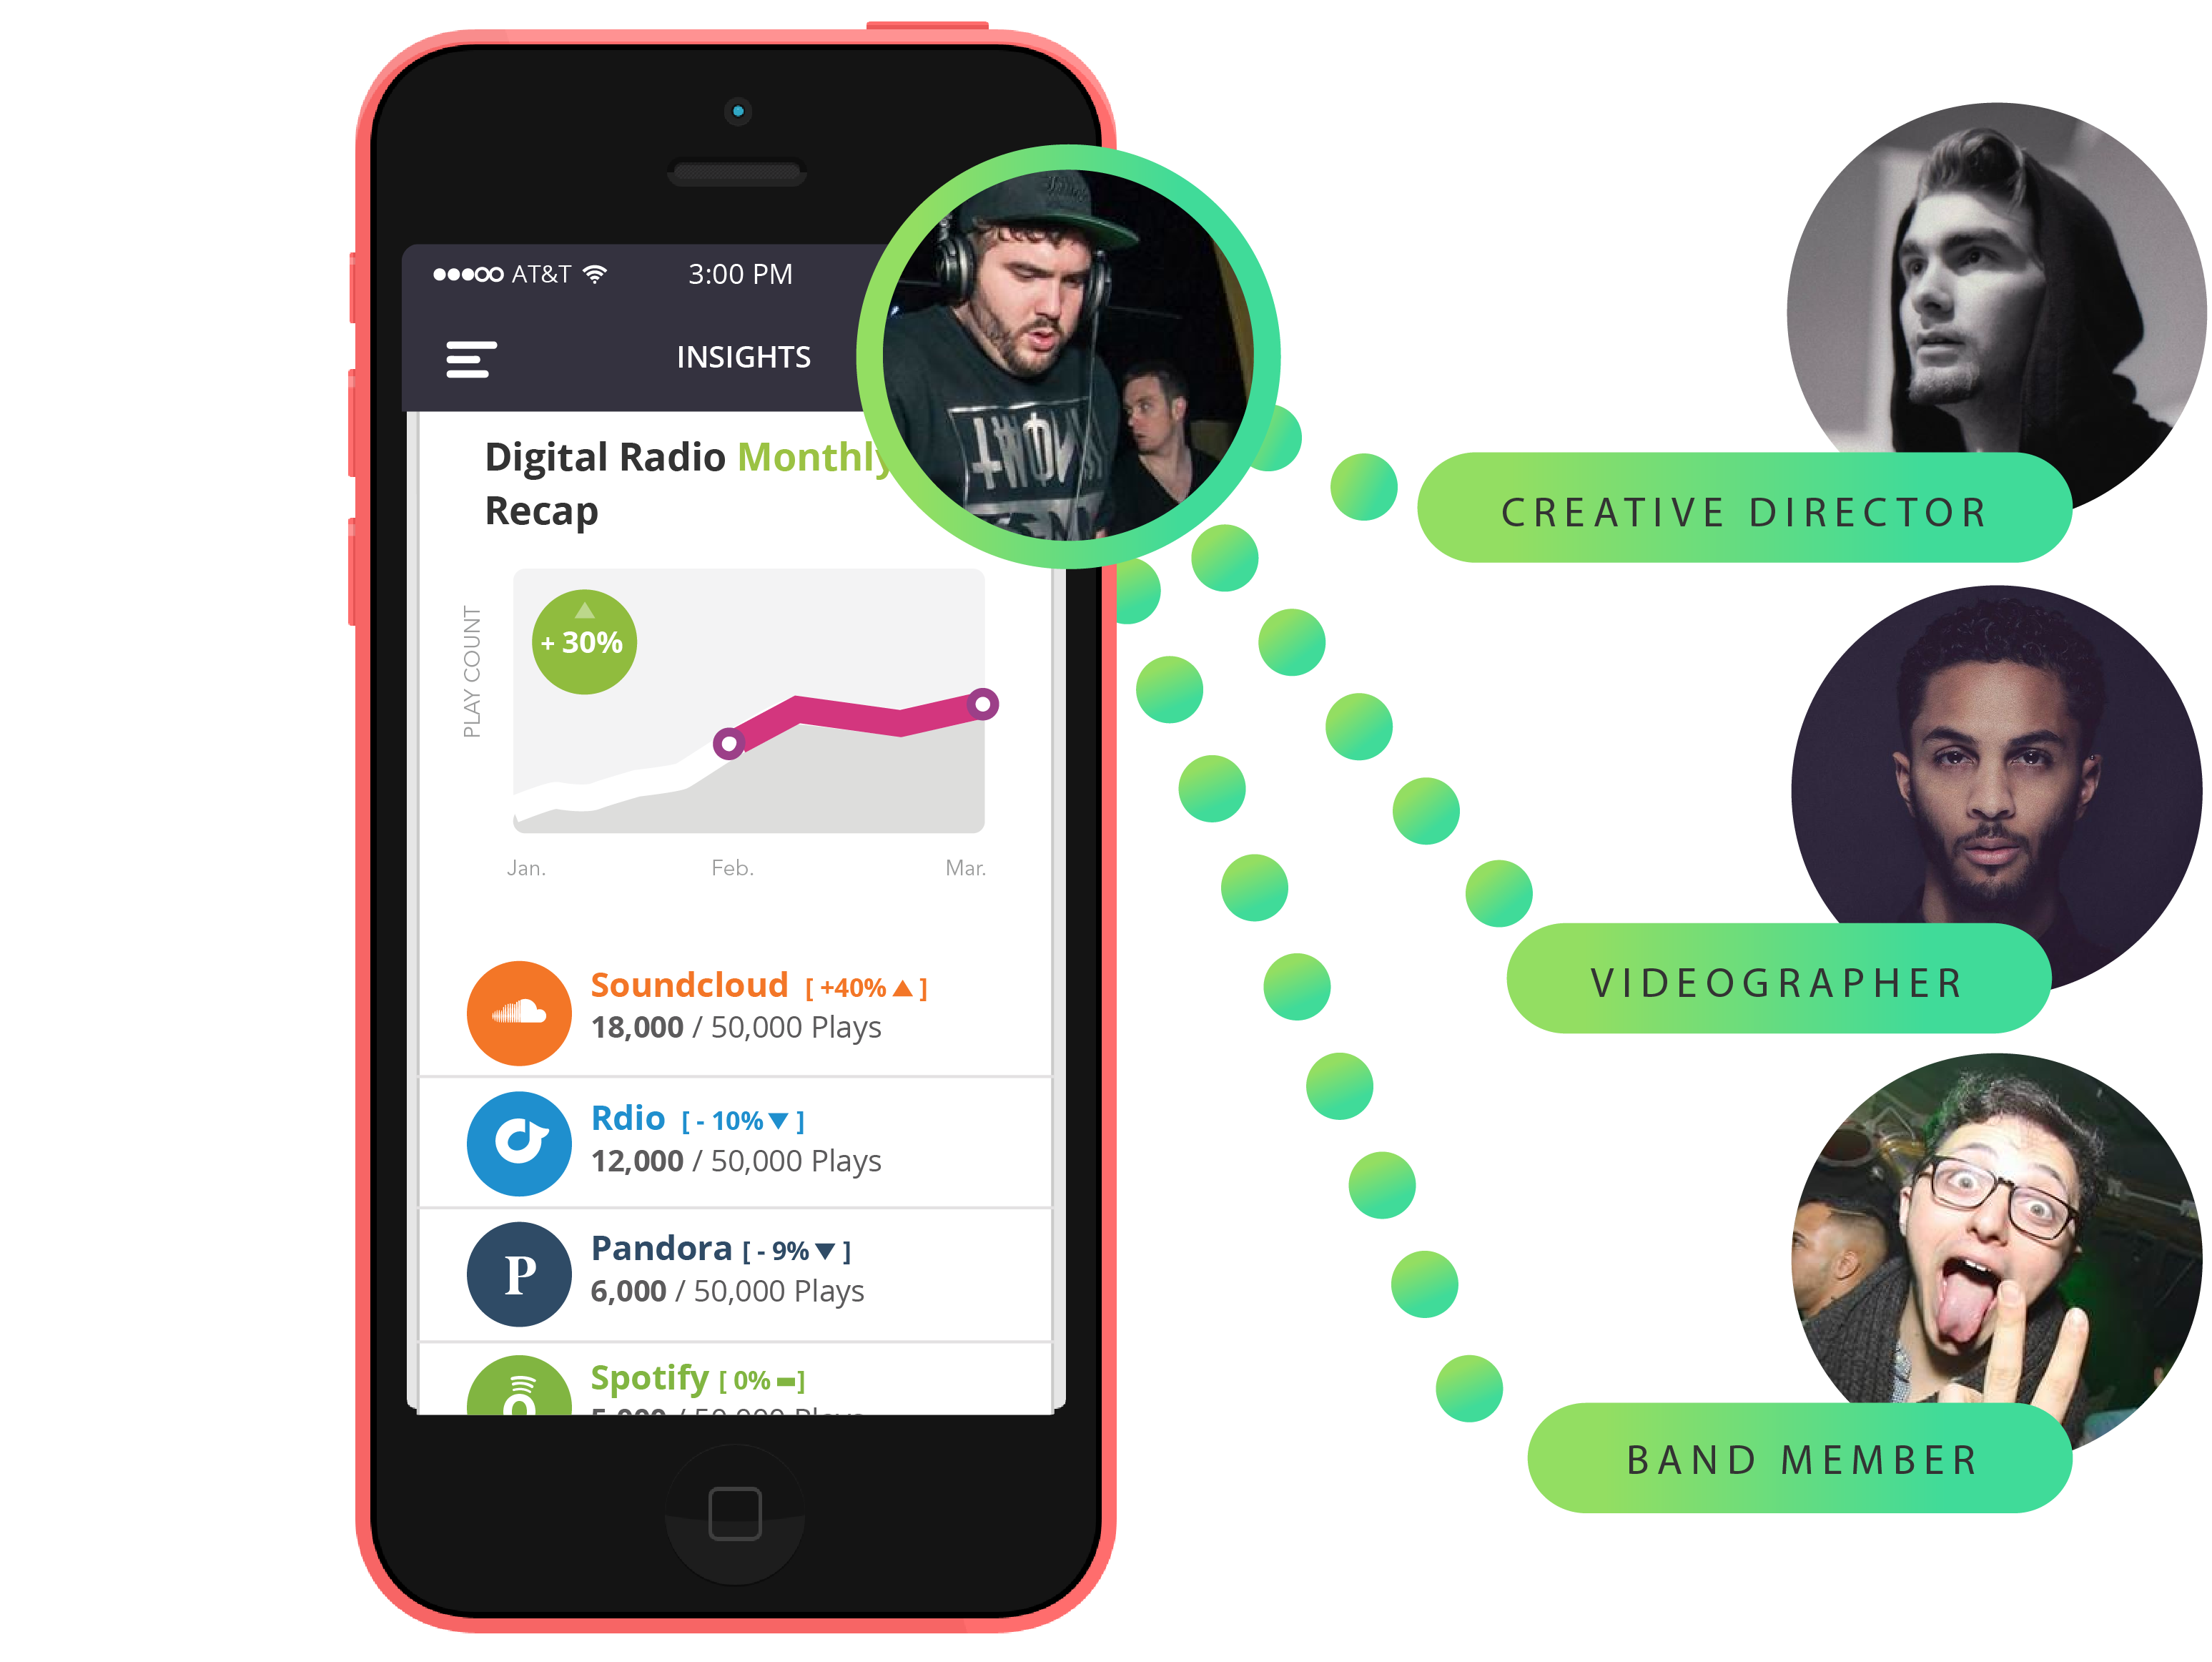 AT&T 3:00 PM
INSIGHTS
Digital Radio Monthly
Recap
+ 30%
PLAY COUNT
Jan. Feb. Mar.
Soundcloud [ +40% ▲ ]
18,000 / 50,000 Plays
Rdio [ - 10% ▼ ]
12,000 / 50,000 Plays
P
Pandora [ - 9% ▼ ]
6,000 / 50,000 Plays
Spotify [ 0% ▬ ]
CREATIVE DIRECTOR
VIDEOGRAPHER
BAND MEMBER